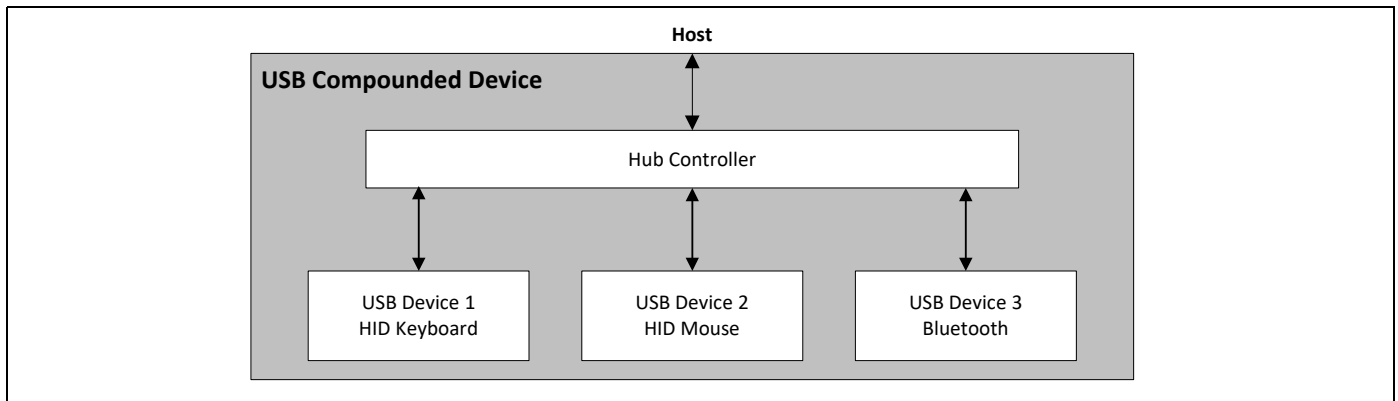 Host
USB Compounded Device
Hub Controller
USB Device 1
HID Keyboard
USB Device 2
HID Mouse
USB Device 3
Bluetooth